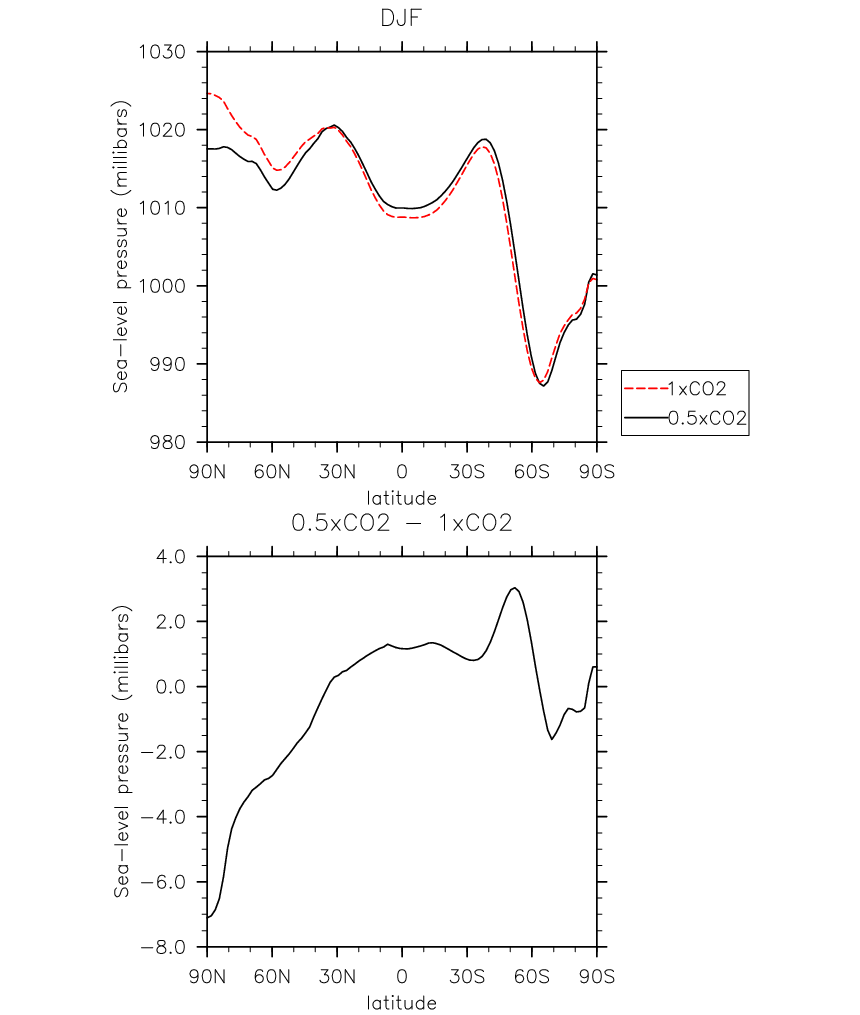 DJF
1030
1020
1010
1000
990
980
Sea-level pressure (millibars)
90N 60N 30N 0 30S 60S 90S
latitude
1xCO2
0.5xCO2
0.5xCO2 - 1xCO2
4.0
2.0
0.0
-2.0
-4.0
-6.0
-8.0
Sea-level pressure (millibars)
90N 60N 30N 0 30S 60S 90S
latitude